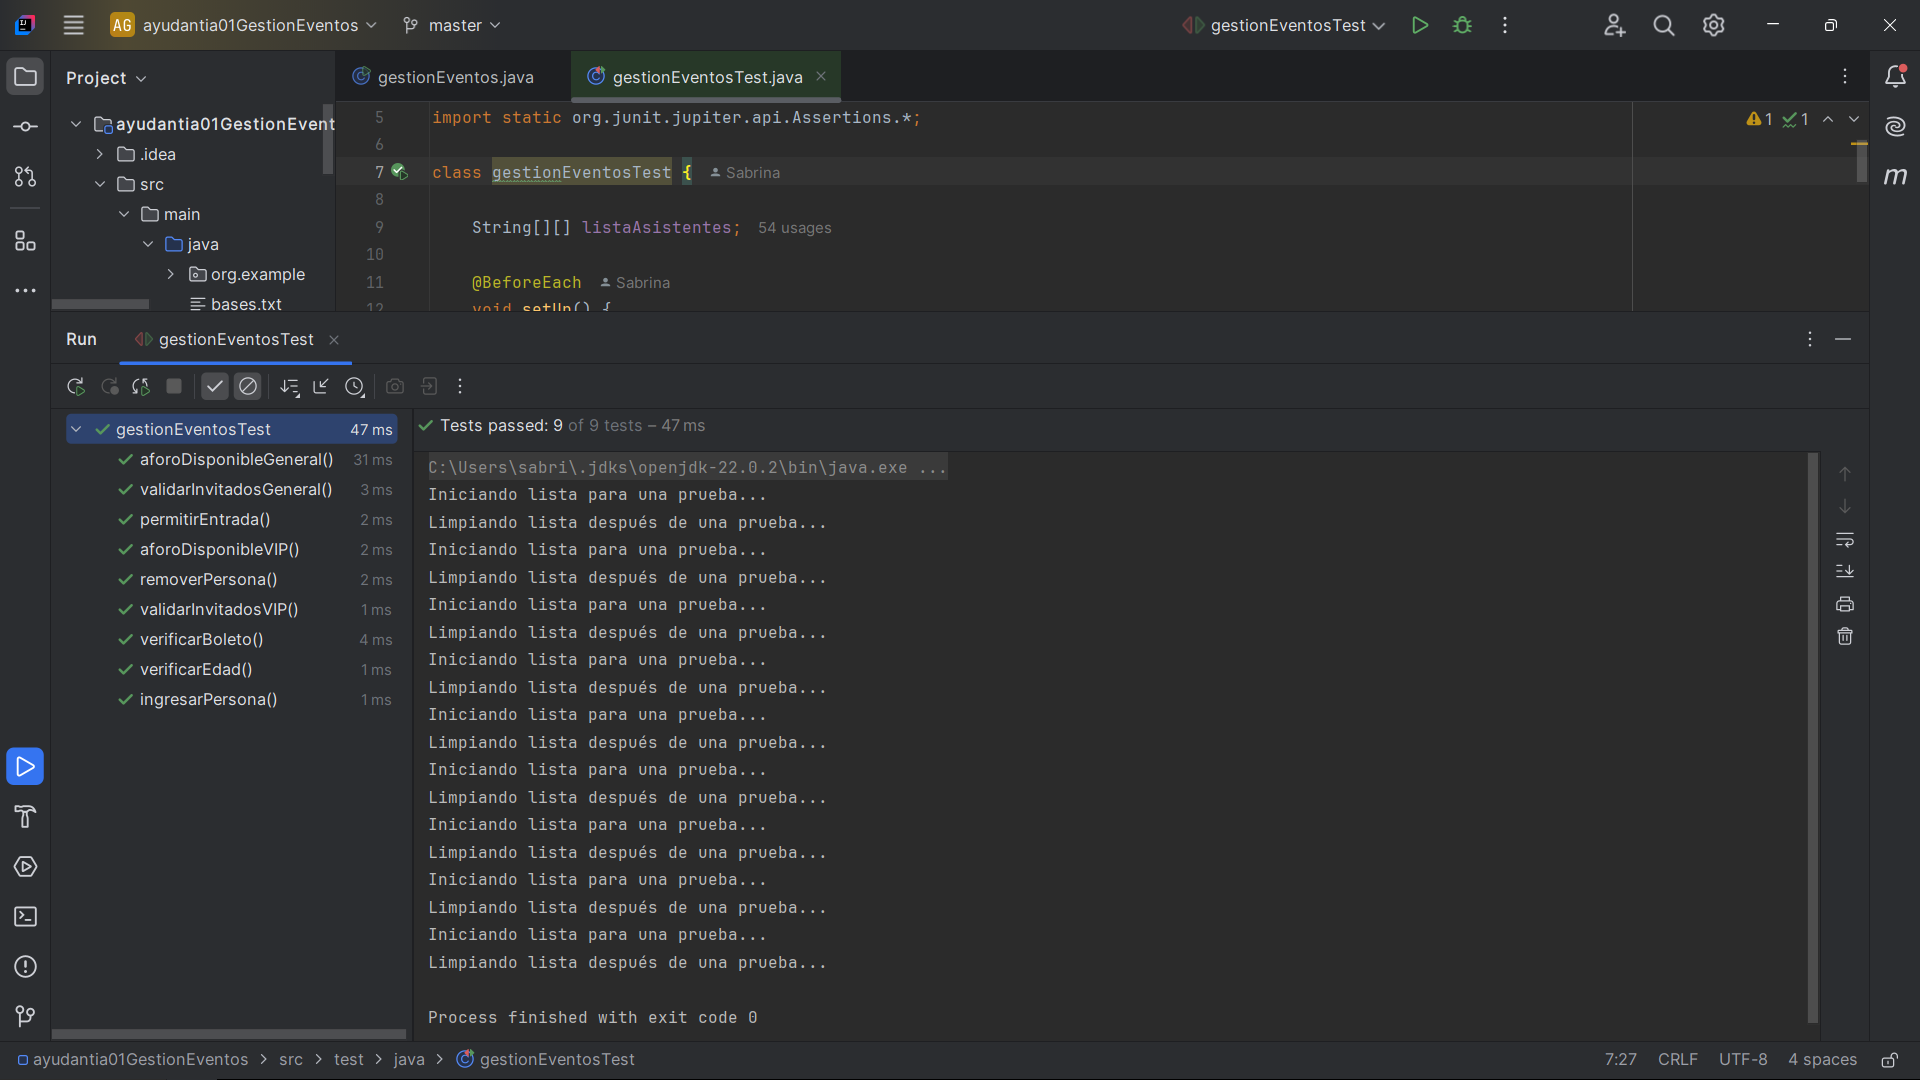 AG ayudantia01GestionEventos master gestionEventosTest
Project
gestionEventos.java gestionEventosTest.java
ayudantia01GestionEvent
.idea
src
main
java
org.example
bases.txt
5 import static org.junit.jupiter.api.Assertions.*;
6
7 class gestionEventosTest { Sabrina
8
9 String[][] listaAsistentes; 54 usages
10
11 @BeforeEach Sabrina
12 void setUp() {
1 1
m
Run gestionEventosTest
gestionEventosTest 47 ms
aforoDisponibleGeneral() 31 ms
validarInvitadosGeneral() 3 ms
permitirEntrada() 2 ms
aforoDisponibleVIP() 2 ms
removerPersona() 2 ms
validarInvitadosVIP() 1 ms
verificarBoleto() 4 ms
verificarEdad() 1 ms
ingresarPersona() 1 ms
Tests passed: 9 of 9 tests – 47 ms
C:\Users\sabri\.jdks\openjdk-22.0.2\bin\java.exe ...
Iniciando lista para una prueba...
Limpiando lista después de una prueba...
Iniciando lista para una prueba...
Limpiando lista después de una prueba...
Iniciando lista para una prueba...
Limpiando lista después de una prueba...
Iniciando lista para una prueba...
Limpiando lista después de una prueba...
Iniciando lista para una prueba...
Limpiando lista después de una prueba...
Iniciando lista para una prueba...
Limpiando lista después de una prueba...
Iniciando lista para una prueba...
Limpiando lista después de una prueba...
Iniciando lista para una prueba...
Limpiando lista después de una prueba...
Iniciando lista para una prueba...
Limpiando lista después de una prueba...
Process finished with exit code 0
ayudantia01GestionEventos > src > test > java > gestionEventosTest
7:27 CRLF UTF-8 4 spaces